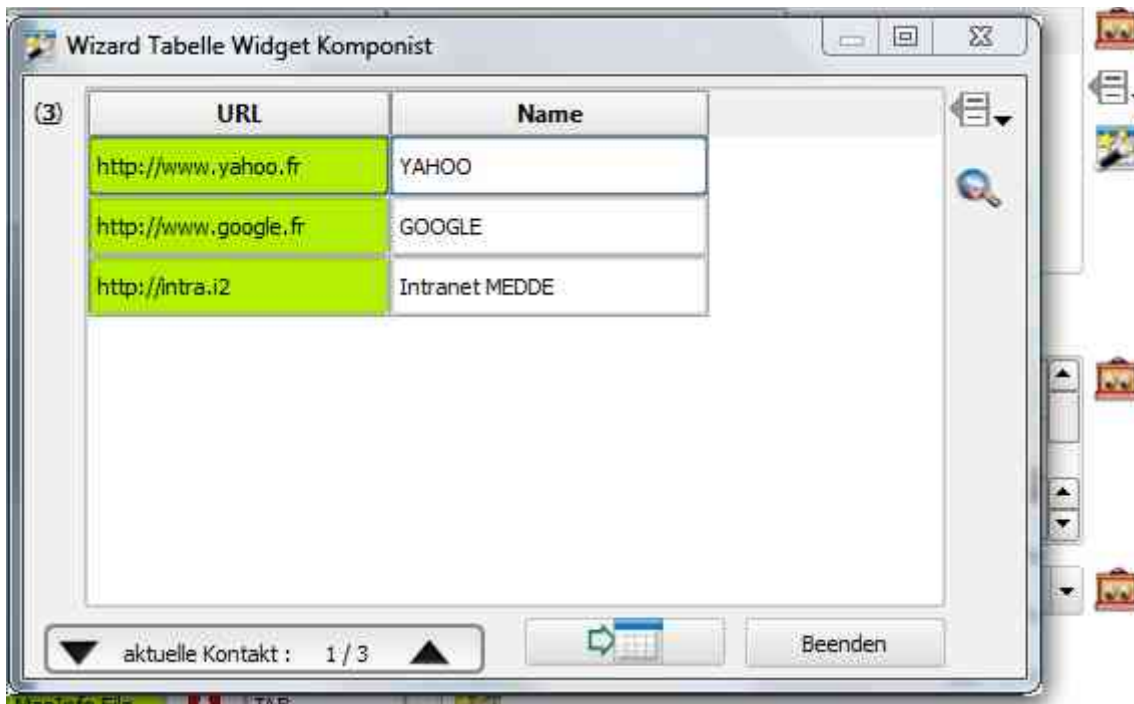 Wizard Tabelle Widget Komponist
(3) URL Name
http://www.yahoo.fr YAHOO
http://www.google.fr GOOGLE
http://intra.i2 Intranet MEDDE
aktuelle Kontakt : 1 / 3 Beenden